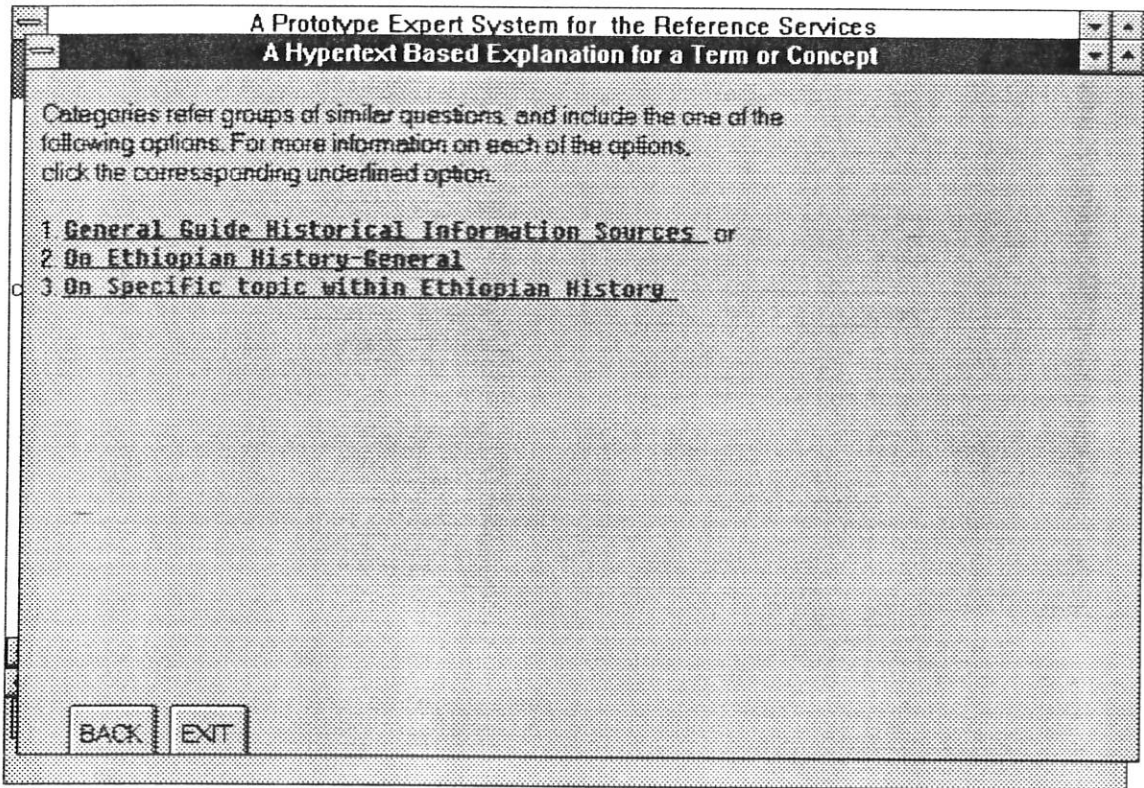 A Prototype Expert System for the Reference Services
A Hypertext Based Explanation for a Term or Concept
Categories refer groups of similar questions, and include the one of the
following options. For more information on each of the options,
click the corressponding underlined option.
1 General Guide Historical Information Sources or
2 On Ethiopian History-General
3 On Specific topic within Ethiopian History
BACK EXIT